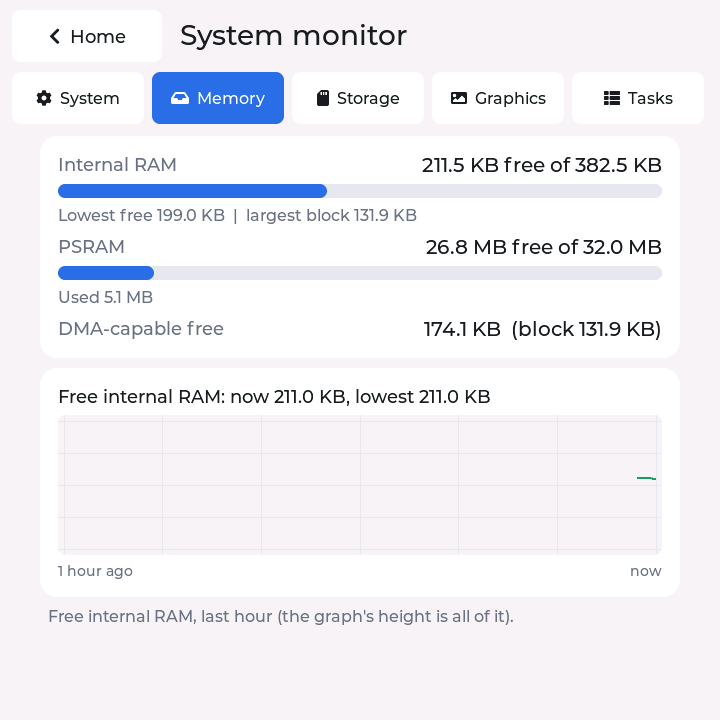 Home
System monitor
System
Memory
Storage
Graphics
Tasks
Internal RAM
211.5 KB free of 382.5 KB
Lowest free 199.0 KB | largest block 131.9 KB
PSRAM
26.8 MB free of 32.0 MB
Used 5.1 MB
DMA-capable free
174.1 KB (block 131.9 KB)
Free internal RAM: now 211.0 KB, lowest 211.0 KB
1 hour ago
now
Free internal RAM, last hour (the graph's height is all of it).